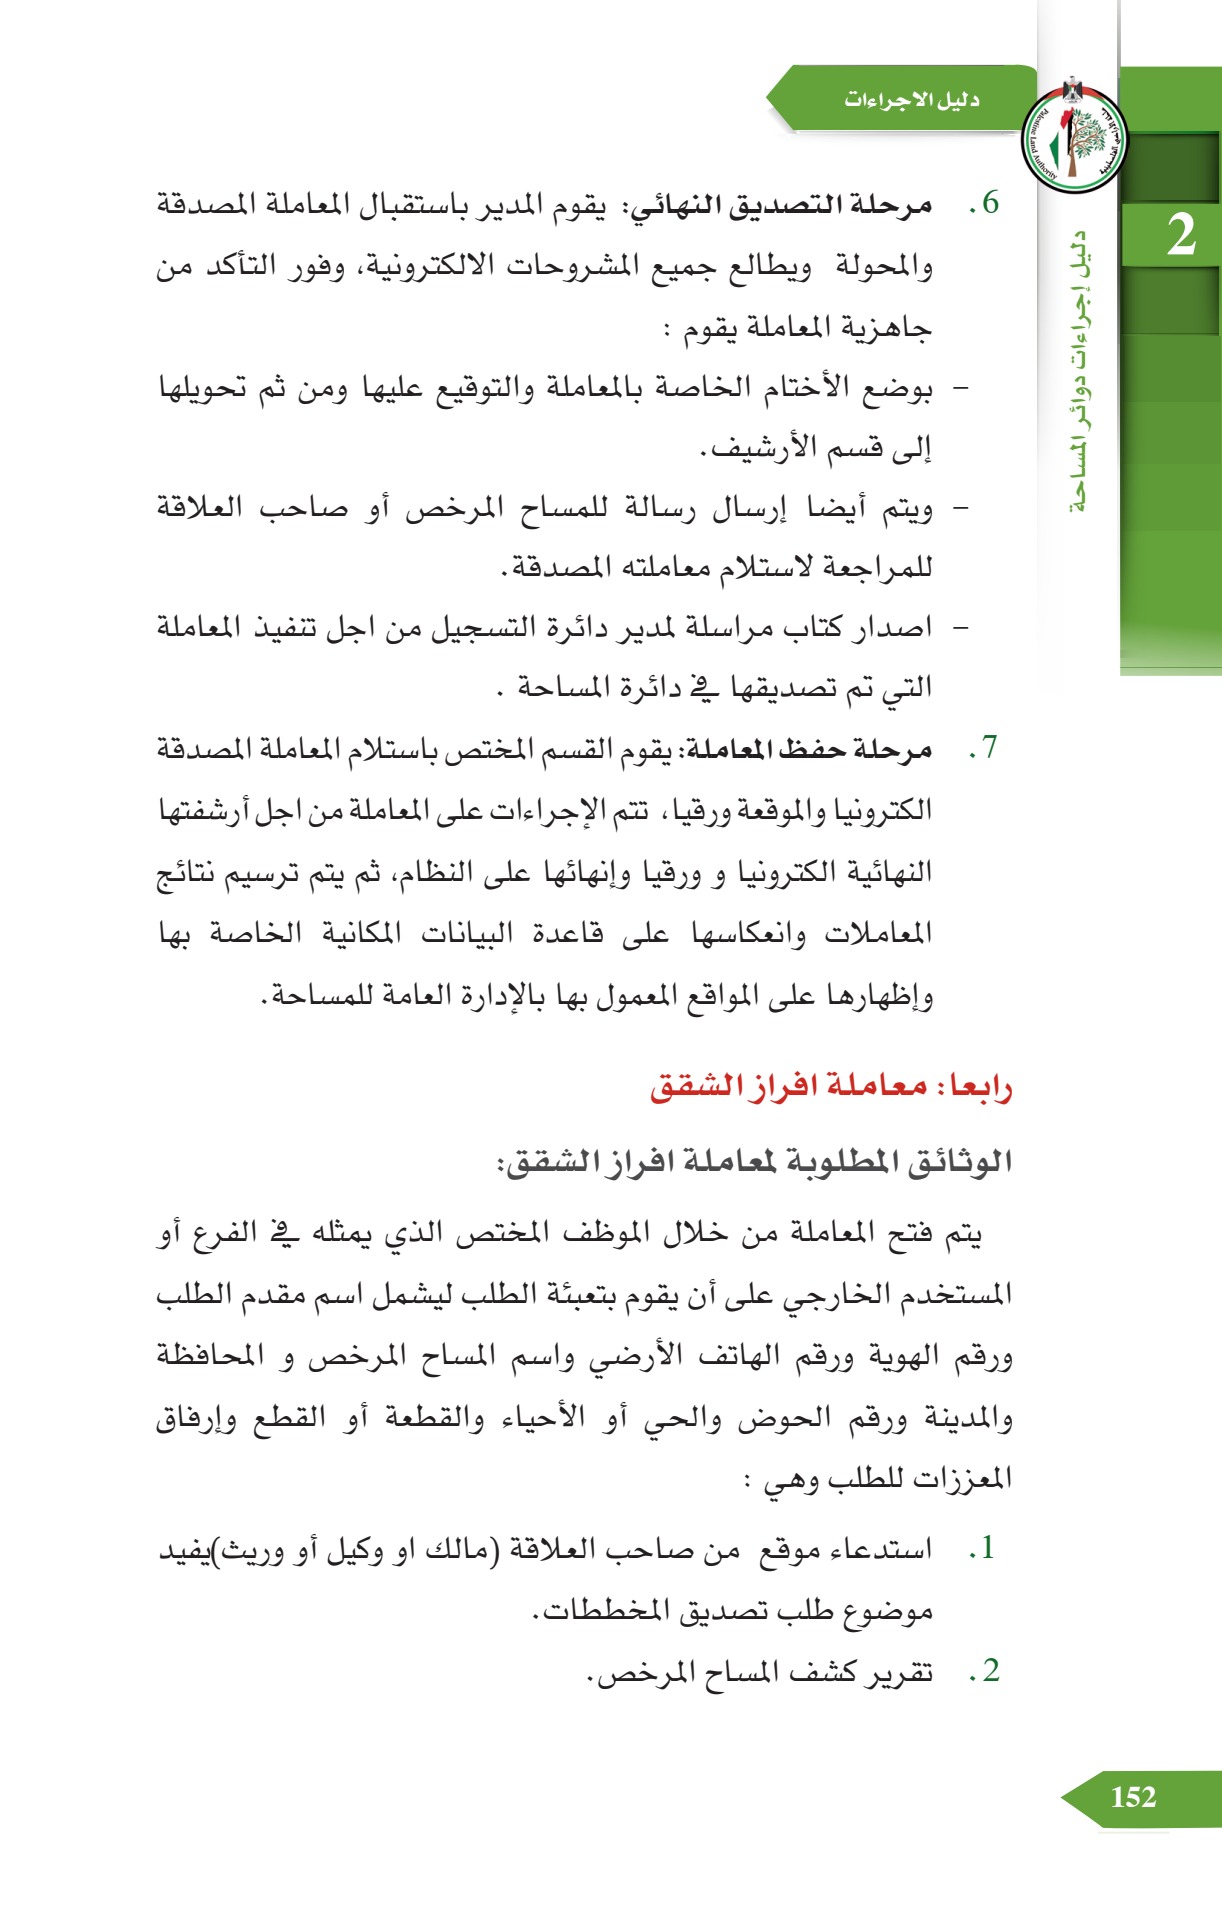 دليل الاجراءات
Palestine Land Authority
2
دليل إجراءات دوائر المساحة
6. مرحلة التصديق النهائي: يقوم المدير باستقبال المعاملة المصدقة
والمحولة ويطالع جميع المشروحات الالكترونية، وفور التأكد من
جاهزية المعاملة يقوم :
- بوضع الأختام الخاصة بالمعاملة والتوقيع عليها ومن ثم تحويلها
إلى قسم الأرشيف.
- ويتم أيضا إرسال رسالة للمساح المرخص أو صاحب العلاقة
للمراجعة لاستلام معاملته المصدقة.
- اصدار كتاب مراسلة لمدير دائرة التسجيل من اجل تنفيذ المعاملة
التي تم تصديقها في دائرة المساحة .
7. مرحلة حفظ المعاملة: يقوم القسم المختص باستلام المعاملة المصدقة
الكترونيا والموقعة ورقيا، تتم الإجراءات على المعاملة من اجل أرشفتها
النهائية الكترونيا و ورقيا وإنهائها على النظام، ثم يتم ترسيم نتائج
المعاملات وانعكاسها على قاعدة البيانات المكانية الخاصة بها
وإظهارها على المواقع المعمول بها بالإدارة العامة للمساحة.
رابعا: معاملة افراز الشقق
الوثائق المطلوبة لمعاملة افراز الشقق:
يتم فتح المعاملة من خلال الموظف المختص الذي يمثله في الفرع أو
المستخدم الخارجي على أن يقوم بتعبئة الطلب ليشمل اسم مقدم الطلب
ورقم الهوية ورقم الهاتف الأرضي واسم المساح المرخص و المحافظة
والمدينة ورقم الحوض والحي أو الأحياء والقطعة أو القطع وإرفاق
المعززات للطلب وهي :
1. استدعاء موقع من صاحب العلاقة (مالك او وكيل أو وريث)يفيد
موضوع طلب تصديق المخططات.
2. تقرير كشف المساح المرخص.
152